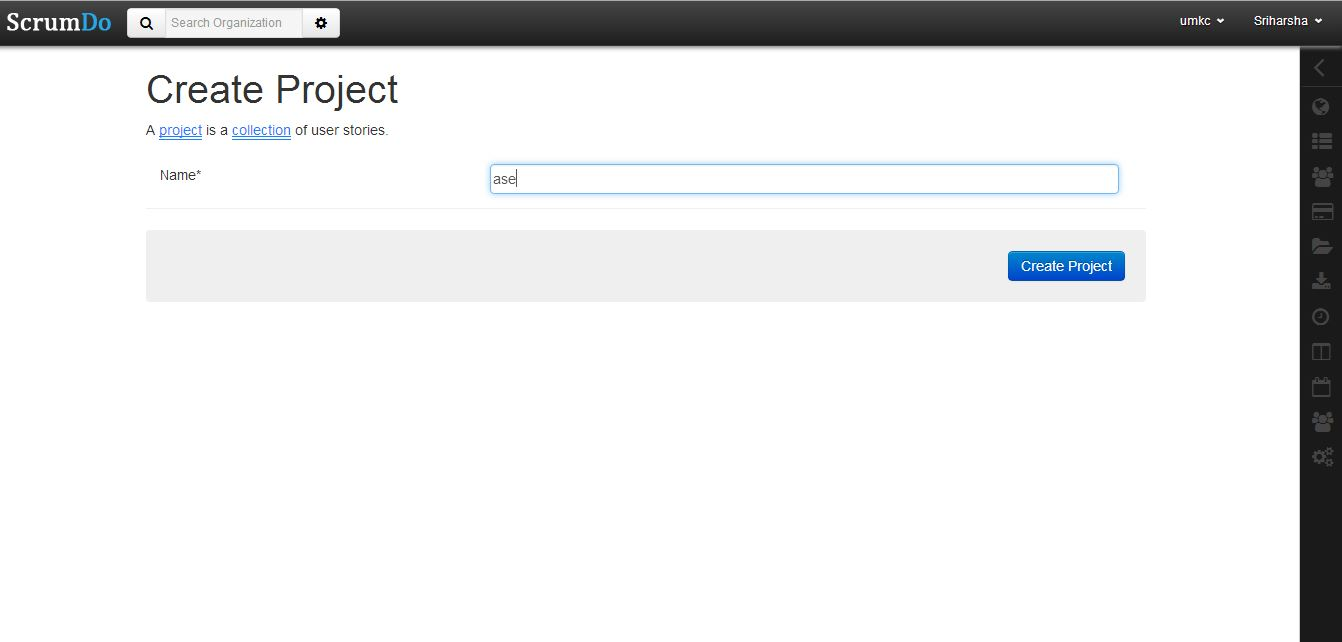 ScrumDo Search Organization umkc Sriharsha
Create Project
A project is a collection of user stories.
Name* ase
Create Project